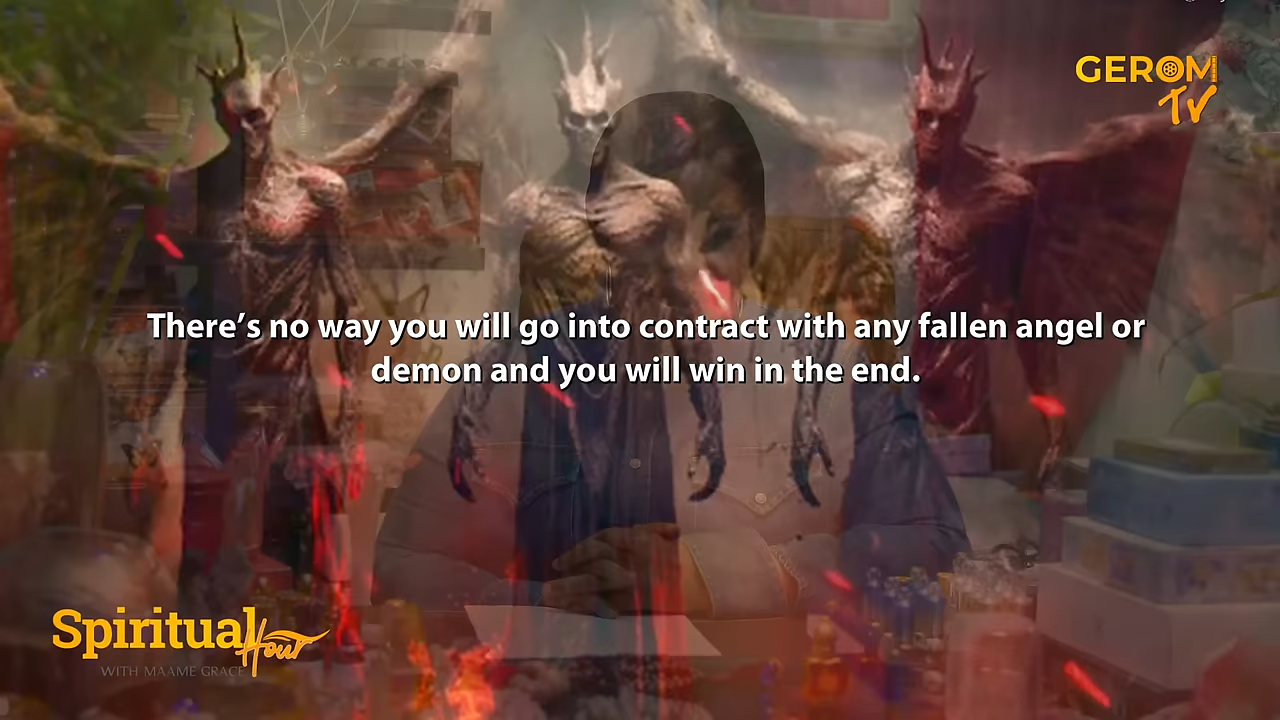 GEROM
TV
There's no way you will go into contract with any fallen angel or
demon and you will win in the end.
Spiritual
Hour
WITH MAAME GRACE